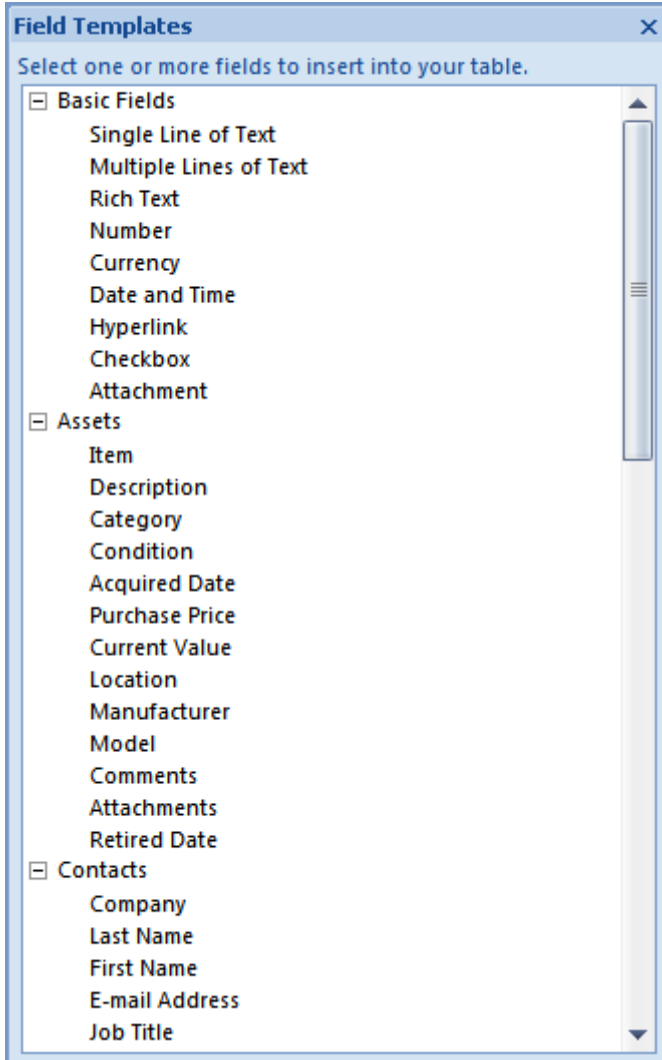 Field Templates
Select one or more fields to insert into your table.
Basic Fields
Single Line of Text
Multiple Lines of Text
Rich Text
Number
Currency
Date and Time
Hyperlink
Checkbox
Attachment
Assets
Item
Description
Category
Condition
Acquired Date
Purchase Price
Current Value
Location
Manufacturer
Model
Comments
Attachments
Retired Date
Contacts
Company
Last Name
First Name
E-mail Address
Job Title